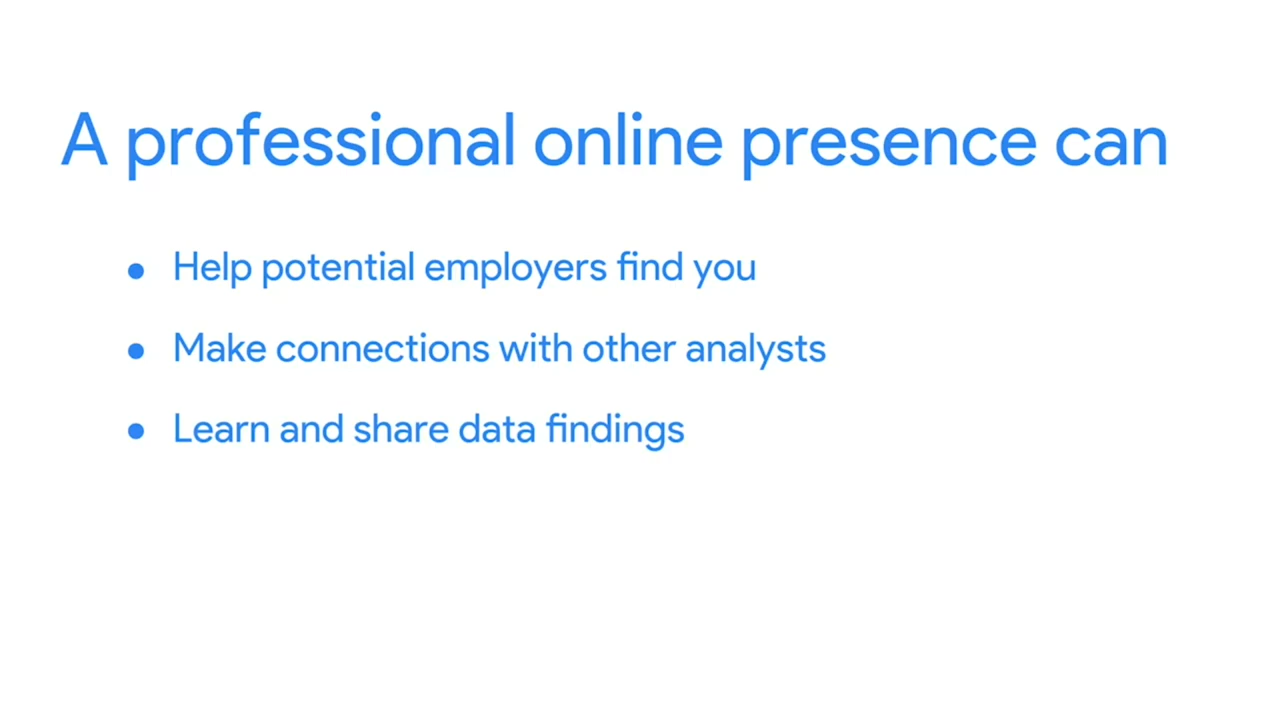 A professional online presence can
● Help potential employers find you
● Make connections with other analysts
● Learn and share data findings